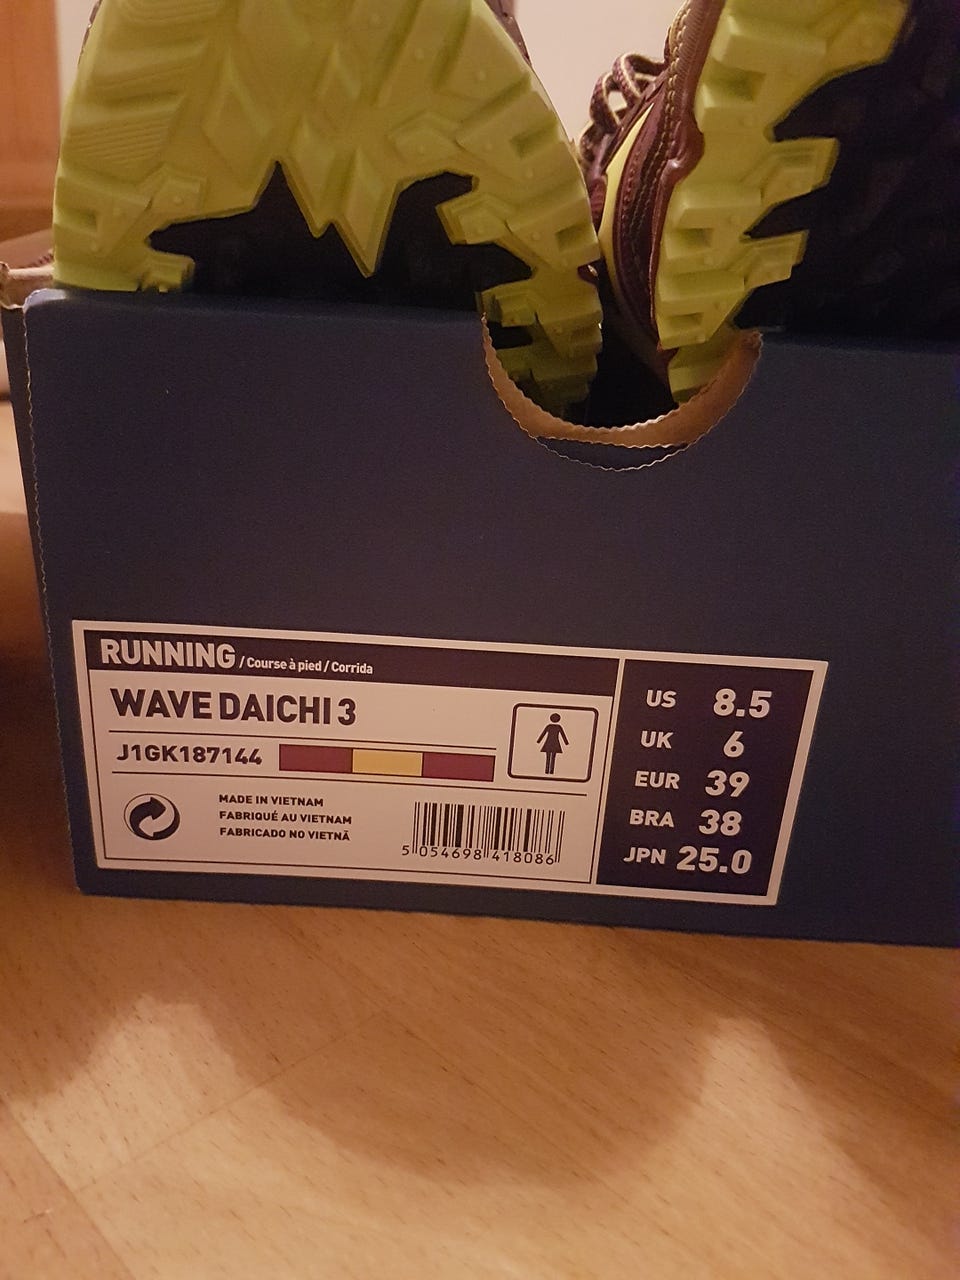 RUNNING / Course à pied / Corrida
WAVE DAICHI 3
J1GK187144
MADE IN VIETNAM
FABRIQUÉ AU VIETNAM
FABRICADO NO VIETNÃ
5 054698 418086
US 8.5
UK 6
EUR 39
BRA 38
JPN 25.0